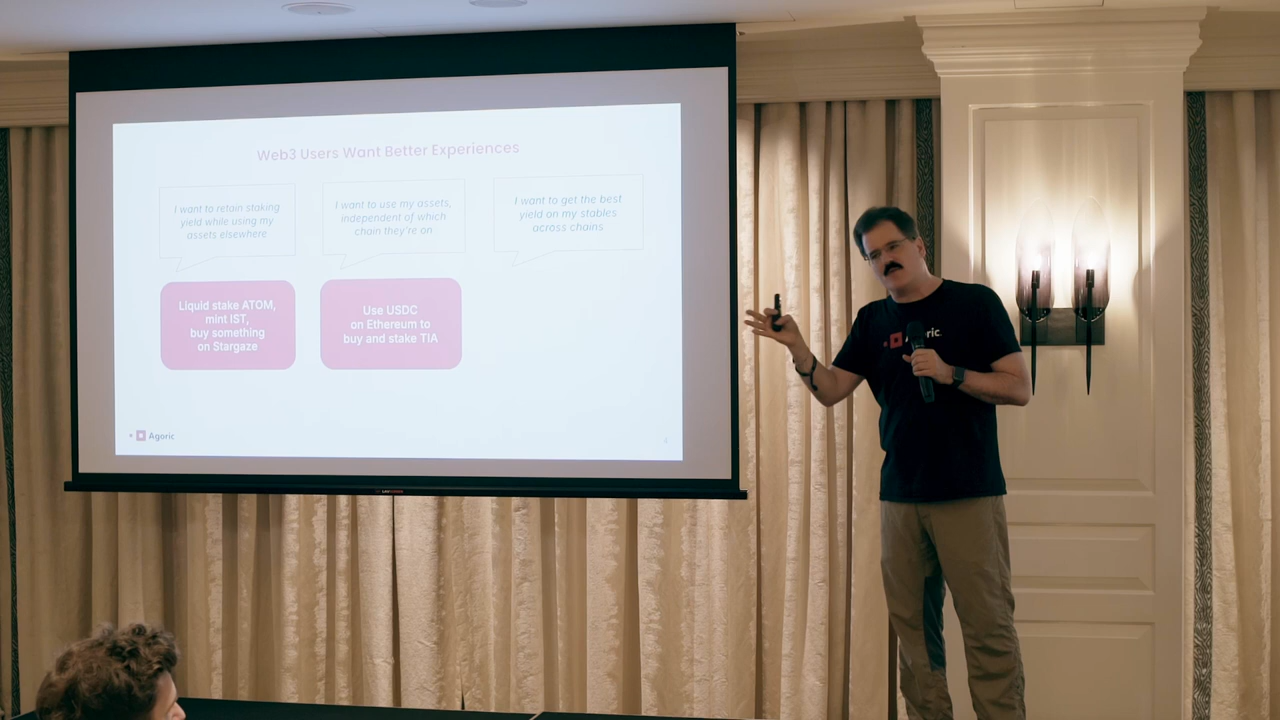 Web3 Users Want Better Experiences
I want to retain staking
yield while using my
assets elsewhere
I want to use my assets,
independent of which
chain they're on
I want to get the best
yield on my stables
across chains
Liquid stake ATOM,
mint IST,
buy something
on Stargaze
Use USDC
on Ethereum to
buy and stake TIA
Agoric